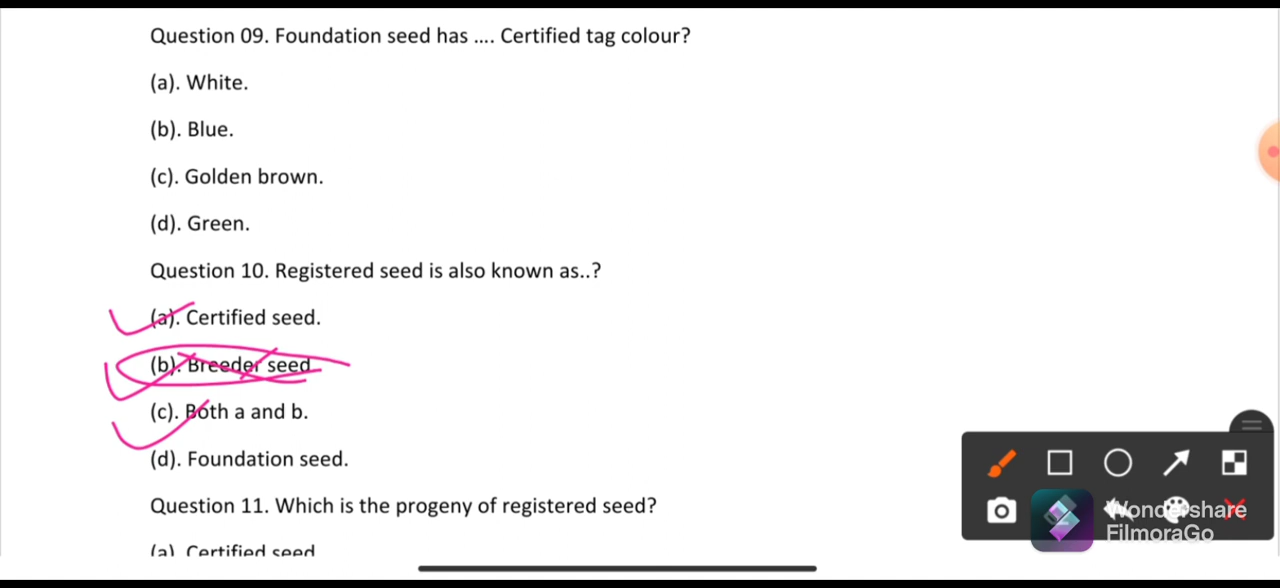 Question 09. Foundation seed has .... Certified tag colour?
(a). White.
(b). Blue.
(c). Golden brown.
(d). Green.
Question 10. Registered seed is also known as..?
(a). Certified seed.
(b). Breeder seed.
(c). Both a and b.
(d). Foundation seed.
Question 11. Which is the progeny of registered seed?
(a). Certified seed.
Wondershare
FilmoraGo